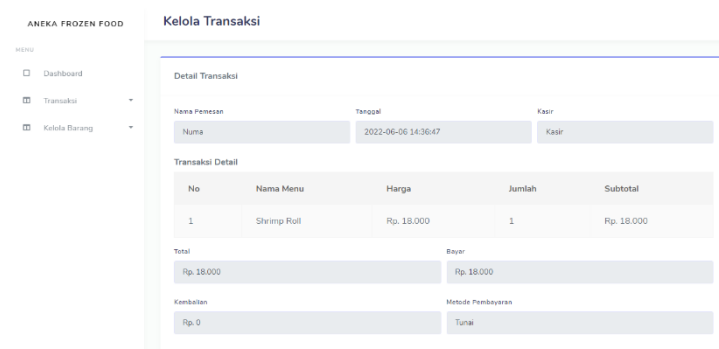 ANEKA FROZEN FOOD
Kelola Transaksi
MENU
Dashboard
Transaksi
Kelola Barang
Detail Transaksi
Nama Pemesan Tanggal Kasir
Numa 2022-06-06 14:36:47 Kasir
Transaksi Detail
No Nama Menu Harga Jumlah Subtotal
1 Shrimp Roll Rp. 18.000 1 Rp. 18.000
Total Bayar
Rp. 18.000 Rp. 18.000
Kembalian Metode Pembayaran
Rp. 0 Tunai